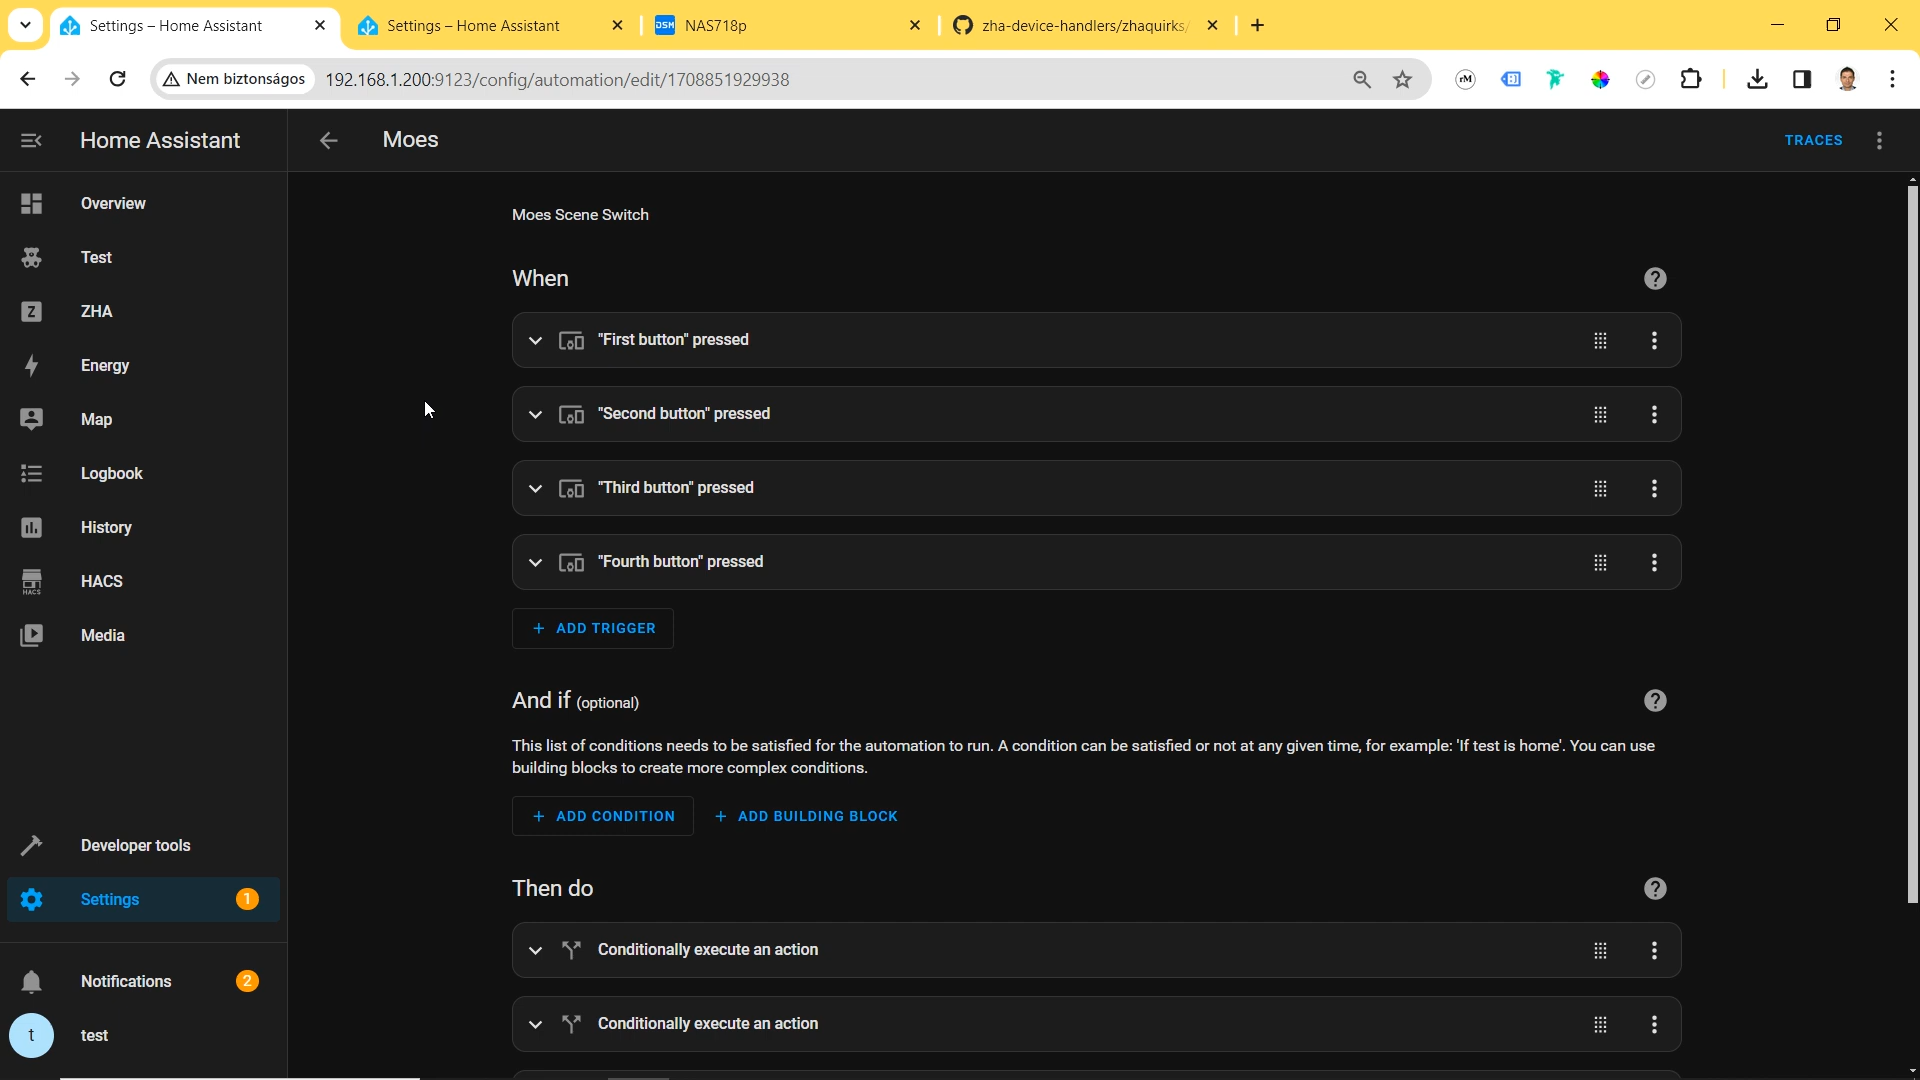 Settings – Home Assistant
Settings – Home Assistant
DSM NAS718p
zha-device-handlers/zhaquirks/
Nem biztonságos
192.168.1.200:9123/config/automation/edit/1708851929938
rM
Home Assistant
Moes
TRACES
Overview
Test
Z ZHA
Energy
Map
Logbook
History
HACS HACS
Media
Developer tools
Settings 1
Notifications 2
t test
Moes Scene Switch
When
"First button" pressed
"Second button" pressed
"Third button" pressed
"Fourth button" pressed
+ ADD TRIGGER
And if (optional)
This list of conditions needs to be satisfied for the automation to run. A condition can be satisfied or not at any given time, for example: 'If test is home'. You can use
building blocks to create more complex conditions.
+ ADD CONDITION
+ ADD BUILDING BLOCK
Then do
Conditionally execute an action
Conditionally execute an action